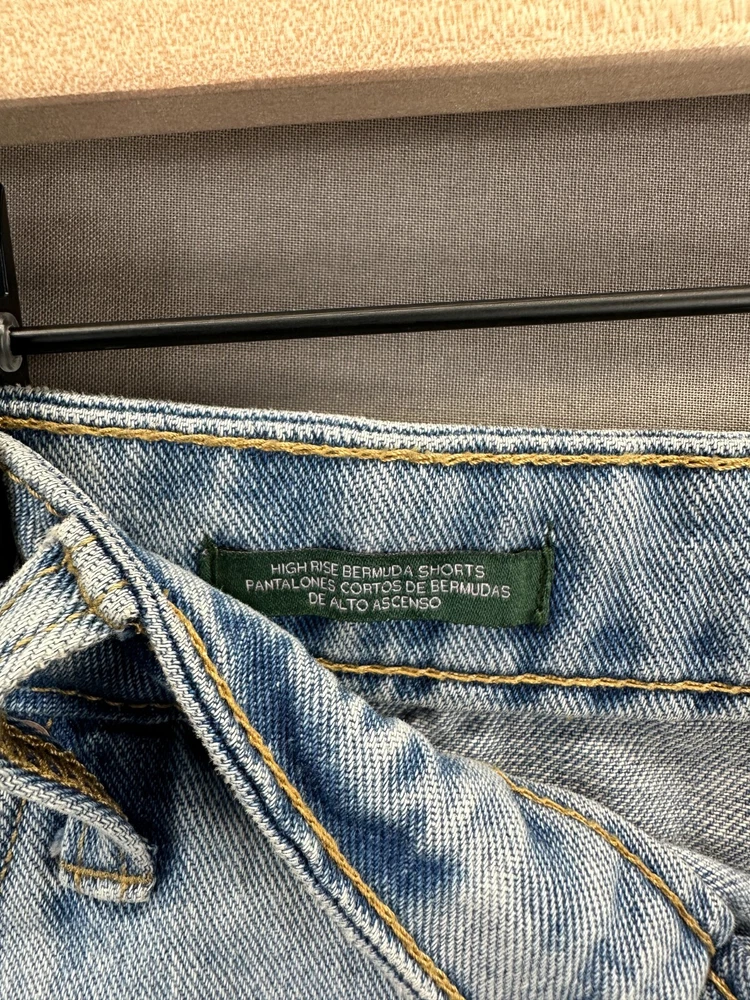 HIGH RISE BERMUDA SHORTS
PANTALONES CORTOS DE BERMUDAS
DE ALTO ASCENSO